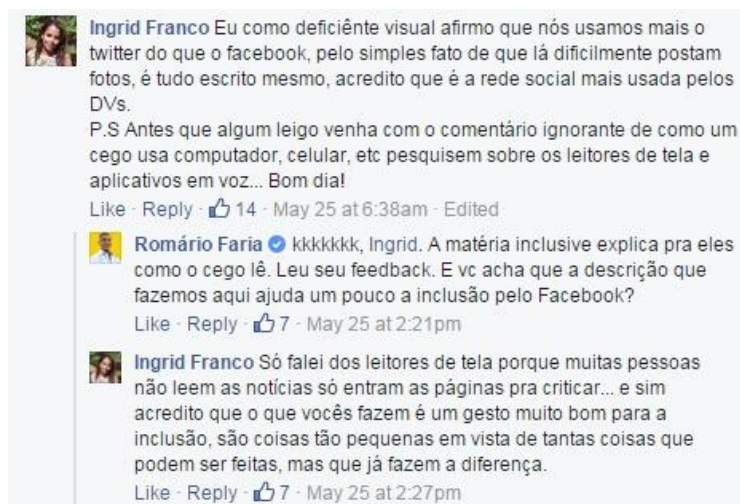 Ingrid Franco Eu como deficiênte visual afirmo que nós usamos mais o
twitter do que o facebook, pelo simples fato de que lá dificilmente postam
fotos, é tudo escrito mesmo, acredito que é a rede social mais usada pelos
DVs.
P.S Antes que algum leigo venha com o comentário ignorante de como um
cego usa computador, celular, etc pesquisem sobre os leitores de tela e
aplicativos em voz... Bom dia!
Like · Reply · 14 · May 25 at 6:38am · Edited
Romário Faria kkkkkkk, Ingrid. A matéria inclusive explica pra eles
como o cego lê. Leu seu feedback. E vc acha que a descrição que
fazemos aqui ajuda um pouco a inclusão pelo Facebook?
Like · Reply · 7 · May 25 at 2:21pm
Ingrid Franco Só falei dos leitores de tela porque muitas pessoas
não leem as notícias só entram as páginas pra criticar... e sim
acredito que o que vocês fazem é um gesto muito bom para a
inclusão, são coisas tão pequenas em vista de tantas coisas que
podem ser feitas, mas que já fazem a diferença.
Like · Reply · 7 · May 25 at 2:27pm